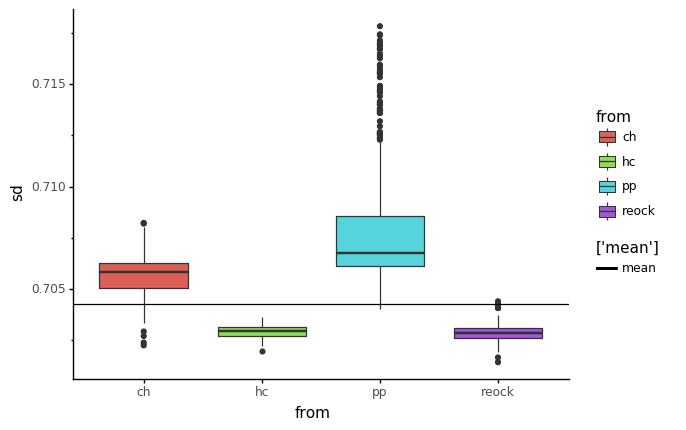 0.715
0.710
0.705
sd
ch
hc
pp
reock
from
from
ch
hc
pp
reock
['mean']
mean